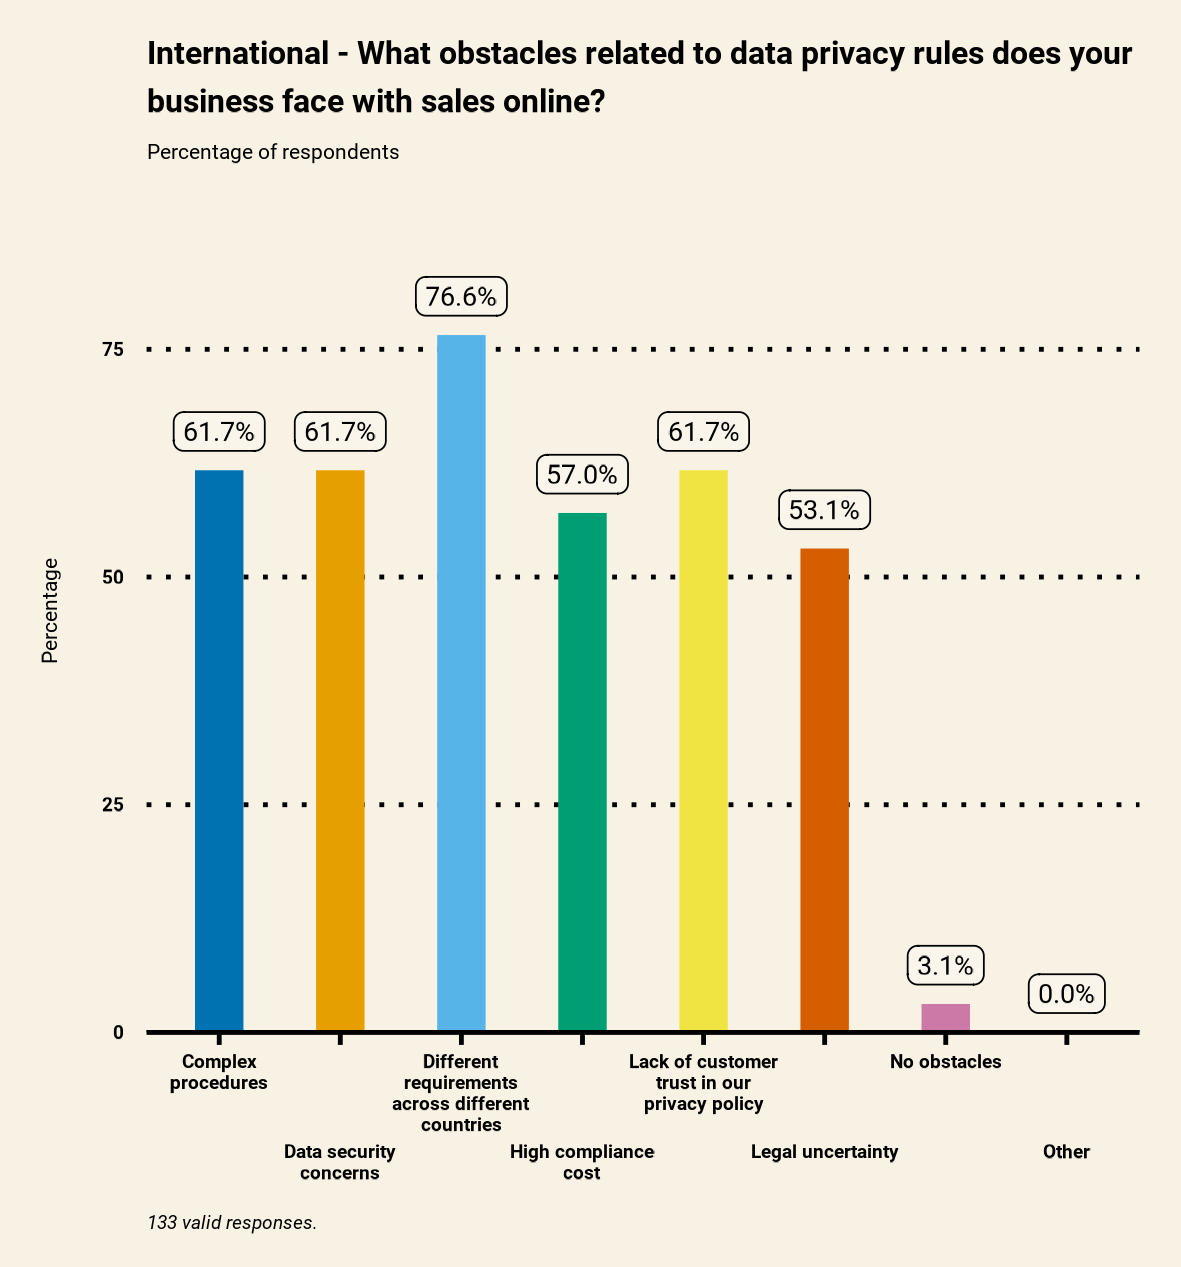 International - What obstacles related to data privacy rules does your
business face with sales online?
Percentage of respondents
76.6%
75
61.7%
61.7%
61.7%
57.0%
53.1%
50
Percentage
25
3.1%
0.0%
0
Complex
procedures
Different
requirements
across different
countries
Lack of customer
trust in our
privacy policy
No obstacles
Data security
concerns
High compliance
cost
Legal uncertainty
Other
133 valid responses.